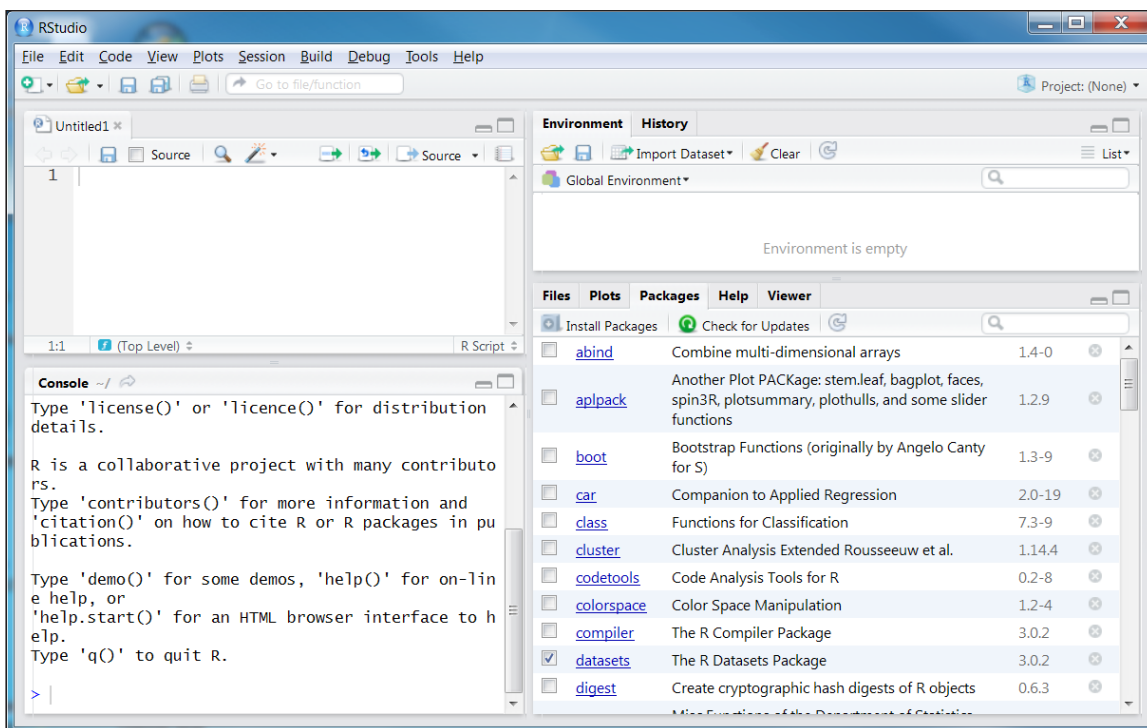 RStudio
File Edit Code View Plots Session Build Debug Tools Help
Go to file/function
Project: (None)
Untitled1
Source
Source
1
1:1 (Top Level) R Script
Console ~/
Type 'license()' or 'licence()' for distribution
details.
R is a collaborative project with many contributo
rs.
Type 'contributors()' for more information and
'citation()' on how to cite R or R packages in pu
blications.
Type 'demo()' for some demos, 'help()' for on-lin
e help, or
'help.start()' for an HTML browser interface to h
elp.
Type 'q()' to quit R.
>
Environment History
Import Dataset Clear List
Global Environment
Environment is empty
Files Plots Packages Help Viewer
Install Packages Check for Updates
abind Combine multi-dimensional arrays 1.4-0
Another Plot PACKage: stem.leaf, bagplot, faces,
aplpack spin3R, plotsummary, plothulls, and some slider 1.2.9
functions
boot Bootstrap Functions (originally by Angelo Canty 1.3-9
for S)
car Companion to Applied Regression 2.0-19
class Functions for Classification 7.3-9
cluster Cluster Analysis Extended Rousseeuw et al. 1.14.4
codetools Code Analysis Tools for R 0.2-8
colorspace Color Space Manipulation 1.2-4
compiler The R Compiler Package 3.0.2
datasets The R Datasets Package 3.0.2
digest Create cryptographic hash digests of R objects 0.6.3
Misc Functions of the Department of Statistics